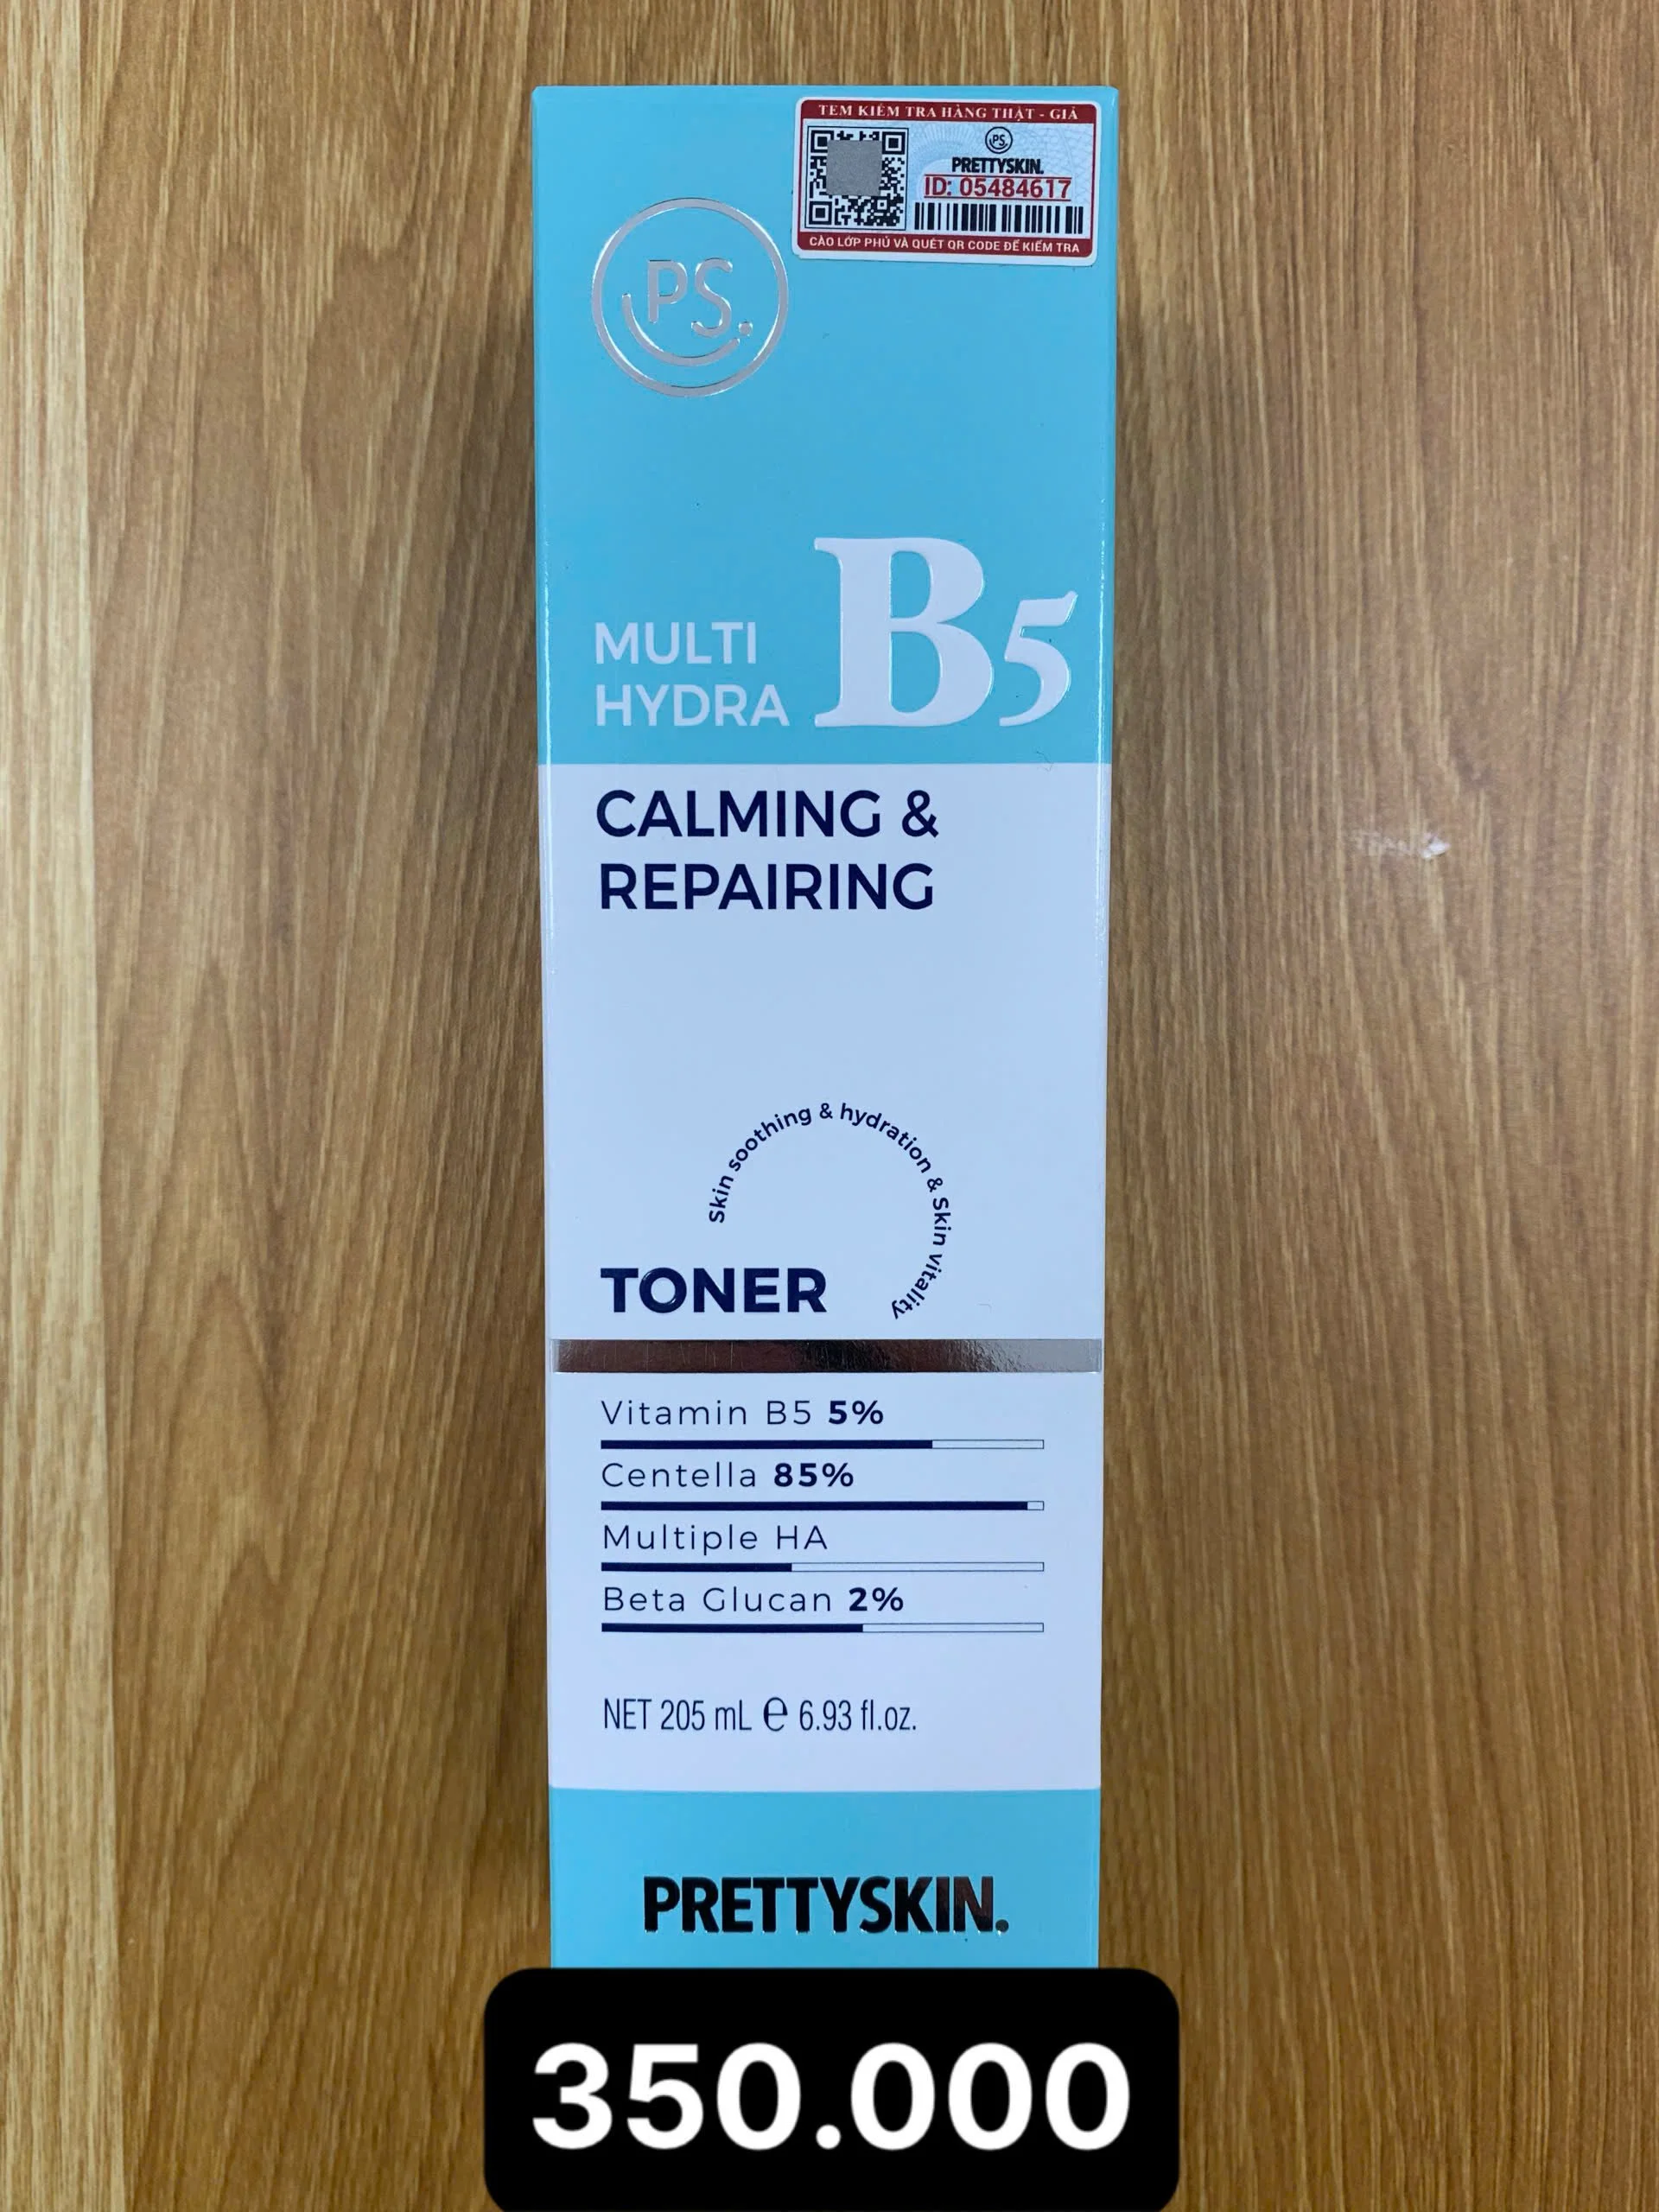 TEM KIỂM TRA HÀNG THẬT - GIẢ
PS
PRETTYSKIN.
ID: 05484617
CÀO LỚP PHỦ VÀ QUÉT QR CODE ĐỂ KIỂM TRA
PS.
MULTI
HYDRA
B5
CALMING &
REPAIRING
Skin soothing & hydration & Skin vitality
TONER
Vitamin B5 5%
Centella 85%
Multiple HA
Beta Glucan 2%
NET 205 mL ℮ 6.93 fl.oz.
PRETTYSKIN.
350.000